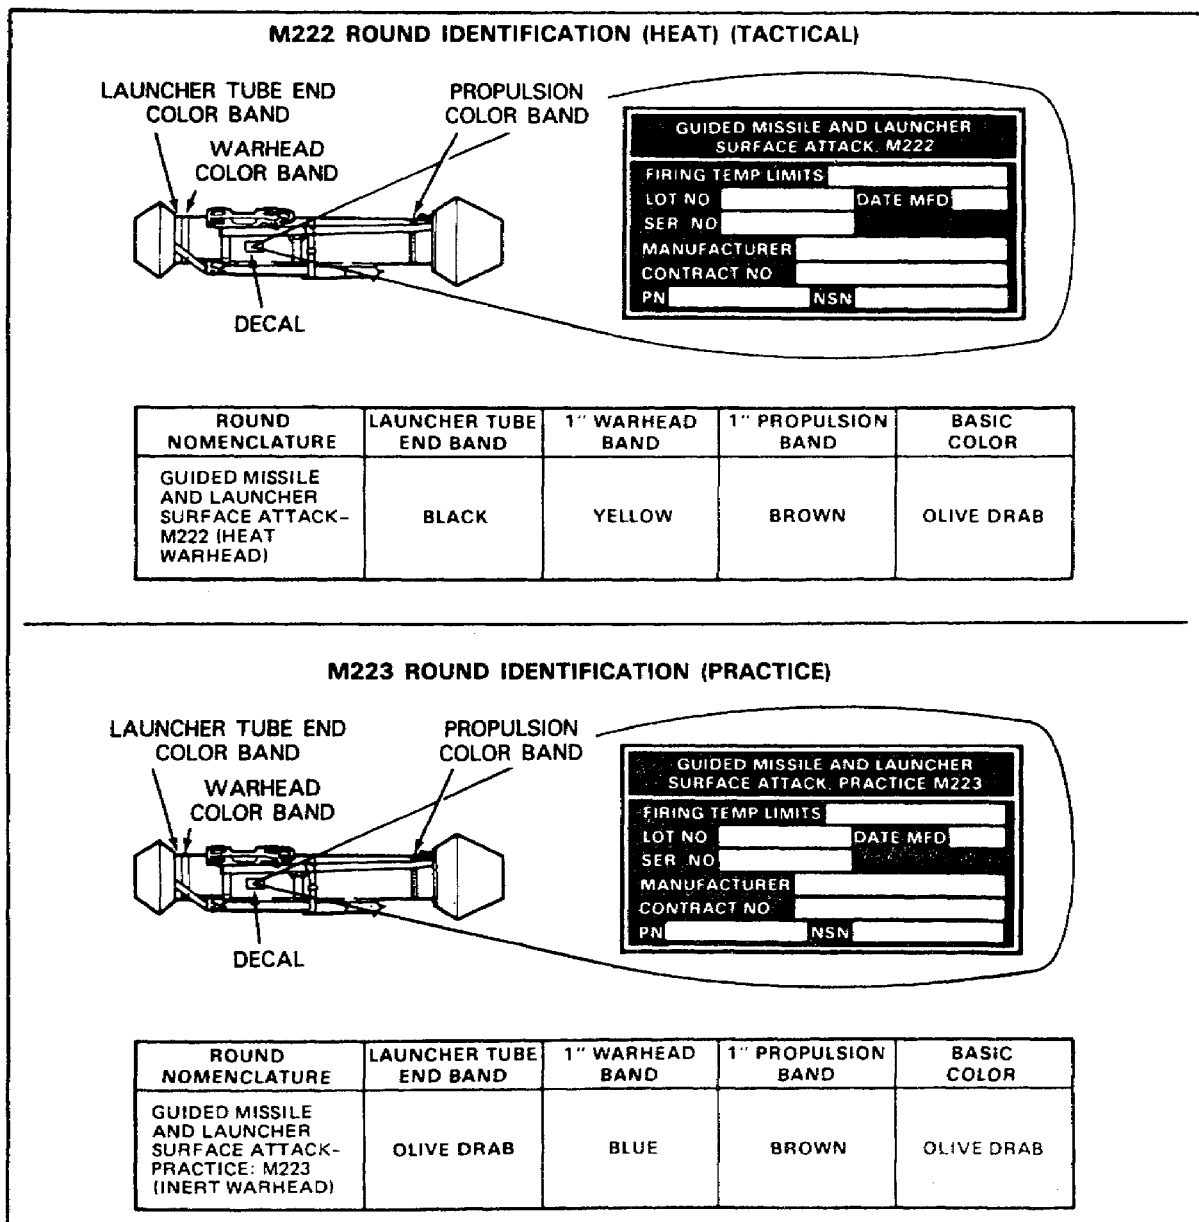 M222 ROUND IDENTIFICATION (HEAT) (TACTICAL)
LAUNCHER TUBE END
COLOR BAND
WARHEAD
COLOR BAND
PROPULSION
COLOR BAND
DECAL
GUIDED MISSILE AND LAUNCHER
SURFACE ATTACK, M222
FIRING TEMP LIMITS
LOT NO DATE MFD
SER NO
MANUFACTURER
CONTRACT NO
PN NSN
ROUND LAUNCHER TUBE 1" WARHEAD 1" PROPULSION BASIC
NOMENCLATURE END BAND BAND BAND COLOR
GUIDED MISSILE
AND LAUNCHER
SURFACE ATTACK-
M222 (HEAT
WARHEAD)
BLACK YELLOW BROWN OLIVE DRAB
M223 ROUND IDENTIFICATION (PRACTICE)
LAUNCHER TUBE END
COLOR BAND
WARHEAD
COLOR BAND
PROPULSION
COLOR BAND
DECAL
GUIDED MISSILE AND LAUNCHER
SURFACE ATTACK, PRACTICE M223
FIRING TEMP LIMITS
LOT NO DATE MFD
SER NO
MANUFACTURER
CONTRACT NO
PN NSN
ROUND LAUNCHER TUBE 1" WARHEAD 1" PROPULSION BASIC
NOMENCLATURE END BAND BAND BAND COLOR
GUIDED MISSILE
AND LAUNCHER
SURFACE ATTACK-
PRACTICE: M223
(INERT WARHEAD)
OLIVE DRAB BLUE BROWN OLIVE DRAB